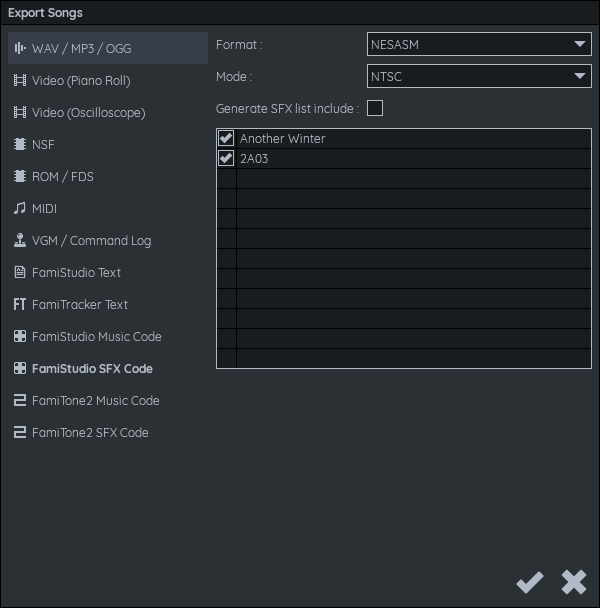 Export Songs
WAV / MP3 / OGG
Video (Piano Roll)
Video (Oscilloscope)
NSF
ROM / FDS
MIDI
VGM / Command Log
FamiStudio Text
FT FamiTracker Text
FamiStudio Music Code
FamiStudio SFX Code
FamiTone2 Music Code
FamiTone2 SFX Code
Format : NESASM
Mode : NTSC
Generate SFX list include :
Another Winter
2A03